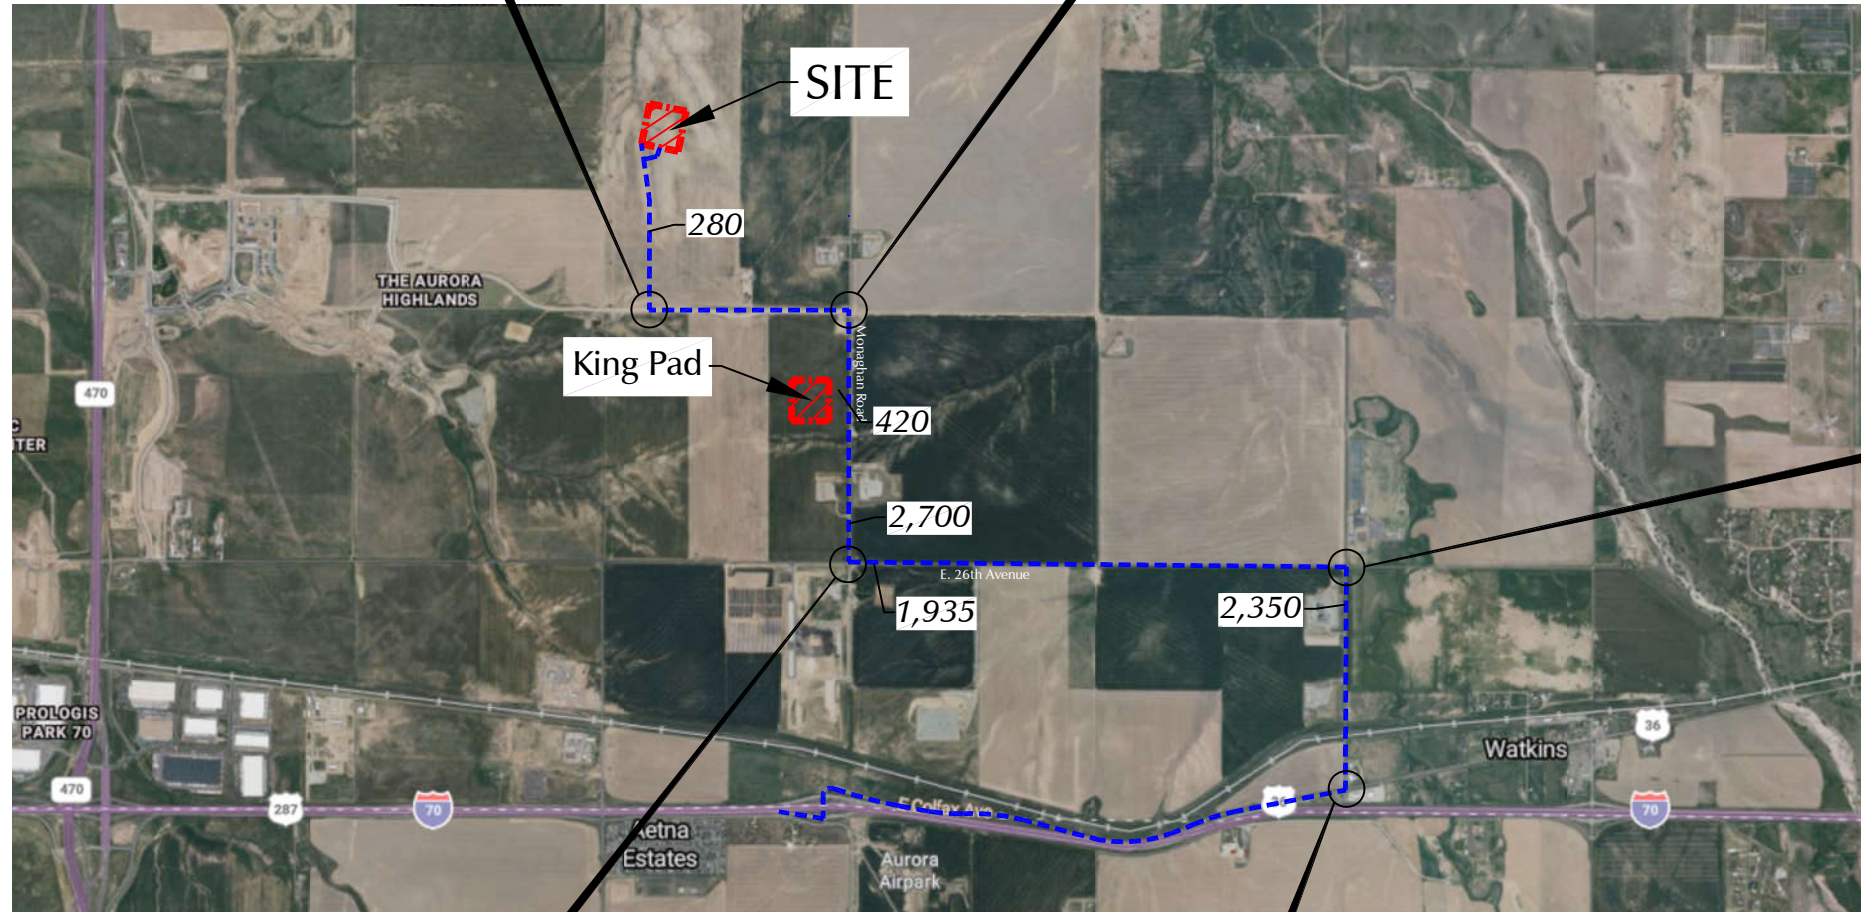 SITE
280
THE AURORA
HIGHLANDS
King Pad
Monaghan Road
470
420
TER
2,700
E. 26th Avenue
1,935
2,350
PROLOGIS
PARK 70
36
Watkins
470
287
70
E Colfax Ave
70
Aetna
Estates
Aurora
Airpark